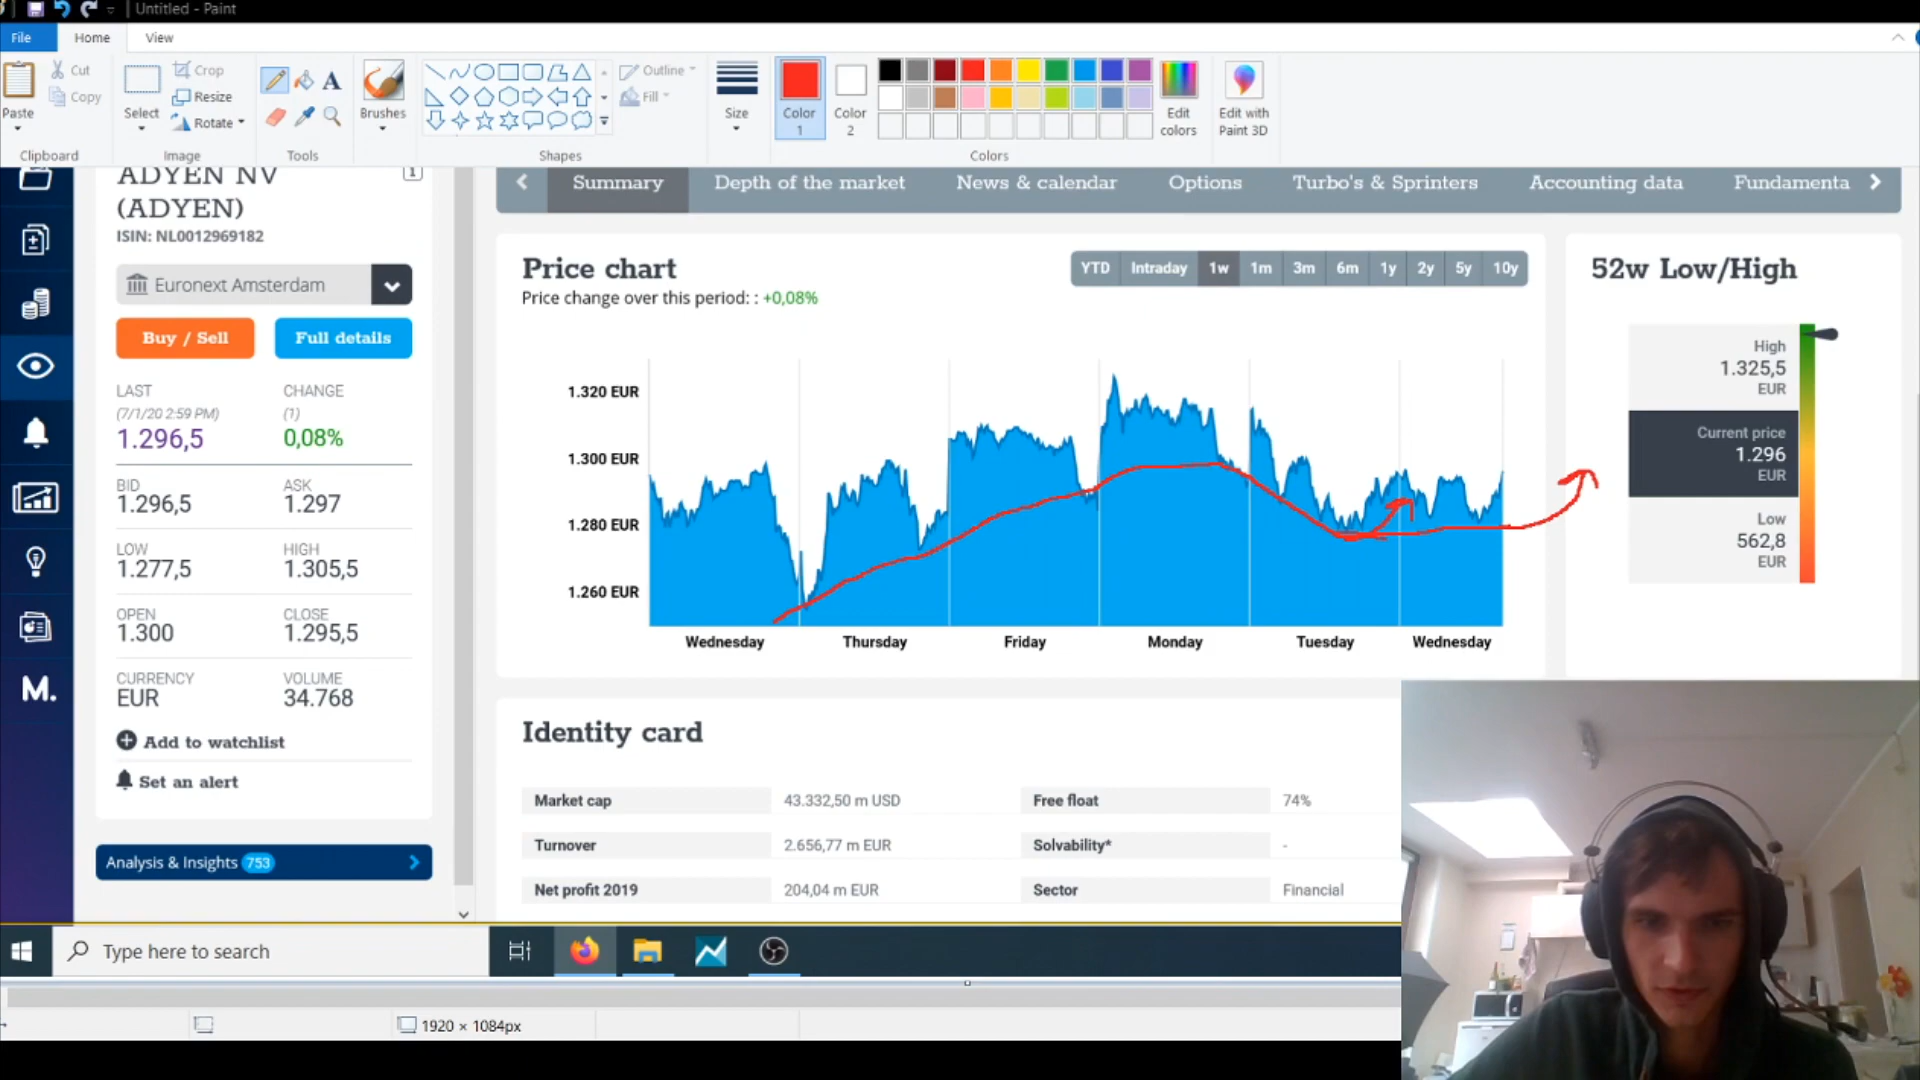 Untitled - Paint
File Home View
Paste
Cut
Copy
Clipboard
Select
Crop
Resize
Rotate
Image
A
Tools
Brushes
Outline
Fill
Shapes
Size
Color 1
Color 2
Edit colors
Edit with Paint 3D
Colors
ADYEN NV
(ADYEN)
ISIN: NL0012969182
Euronext Amsterdam
Buy / Sell
Full details
LAST
(7/1/20 2:59 PM)
1.296,5
CHANGE
(1)
0,08%
BID
1.296,5
ASK
1.297
LOW
1.277,5
HIGH
1.305,5
OPEN
1.300
CLOSE
1.295,5
CURRENCY
EUR
VOLUME
34.768
Add to watchlist
Set an alert
Analysis & Insights 753
M.
Summary Depth of the market News & calendar Options Turbo's & Sprinters Accounting data Fundamenta
Price chart
Price change over this period: : +0,08%
YTD Intraday 1w 1m 3m 6m 1y 2y 5y 10y
1.320 EUR
1.300 EUR
1.280 EUR
1.260 EUR
Wednesday Thursday Friday Monday Tuesday Wednesday
52w Low/High
High
1.325,5
EUR
Current price
1.296
EUR
Low
562,8
EUR
Identity card
Market cap 43.332,50 m USD Free float 74%
Turnover 2.656,77 m EUR Solvability* -
Net profit 2019 204,04 m EUR Sector Financial
Type here to search
1920 × 1084px